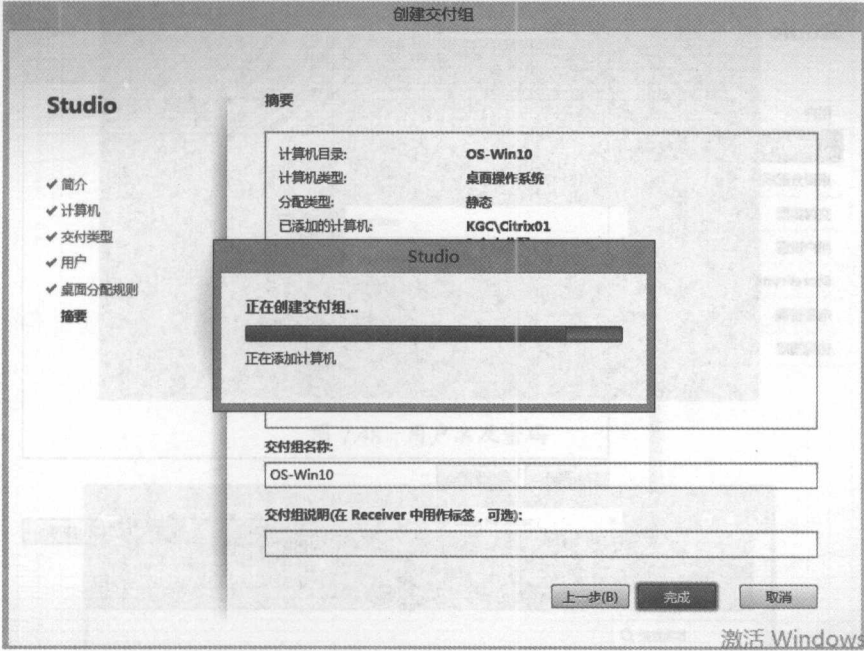 创建交付组
Studio
✔ 简介
✔ 计算机
✔ 交付类型
✔ 用户
✔ 桌面分配规则
摘要
摘要
计算机目录: OS-Win10
计算机类型: 桌面操作系统
分配类型: 静态
已添加的计算机: KGC\Citrix01
Studio
正在创建交付组...
正在添加计算机
交付组名称:
OS-Win10
交付组说明(在 Receiver 中用作标签，可选):
上一步(B) 完成 取消
激活 Windows